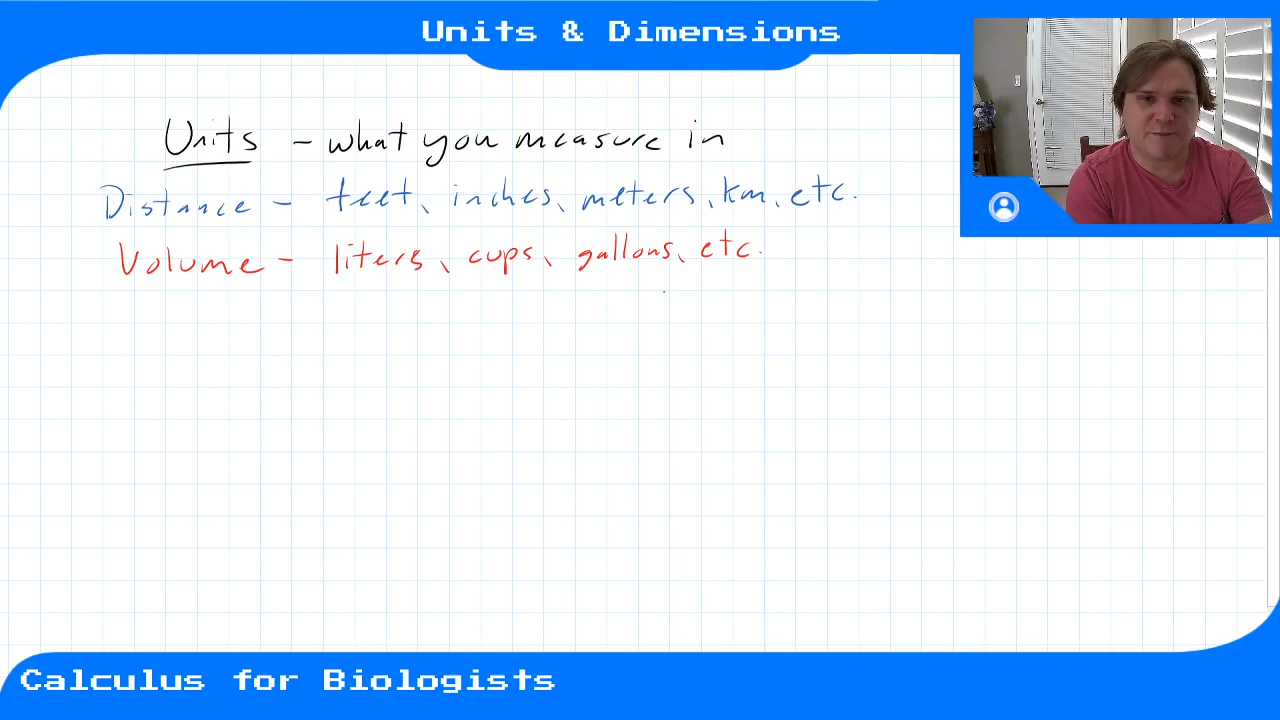 Units & Dimensions
Units - what you measure in
Distance - feet, inches, meters, km, etc.
Volume - liters, cups, gallons, etc.
Calculus for Biologists